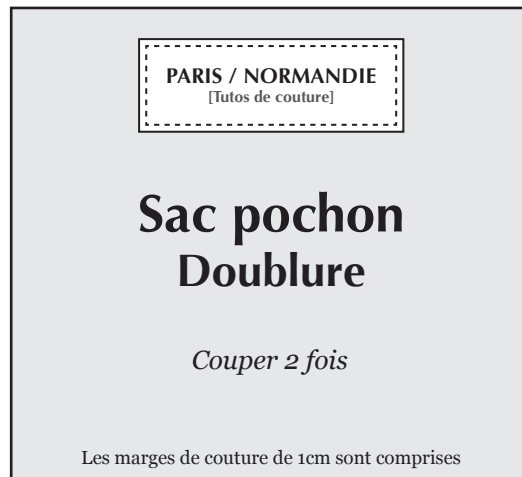 PARIS / NORMANDIE
[Tutos de couture]
Sac pochon
Doublure
Couper 2 fois
Les marges de couture de 1cm sont comprises